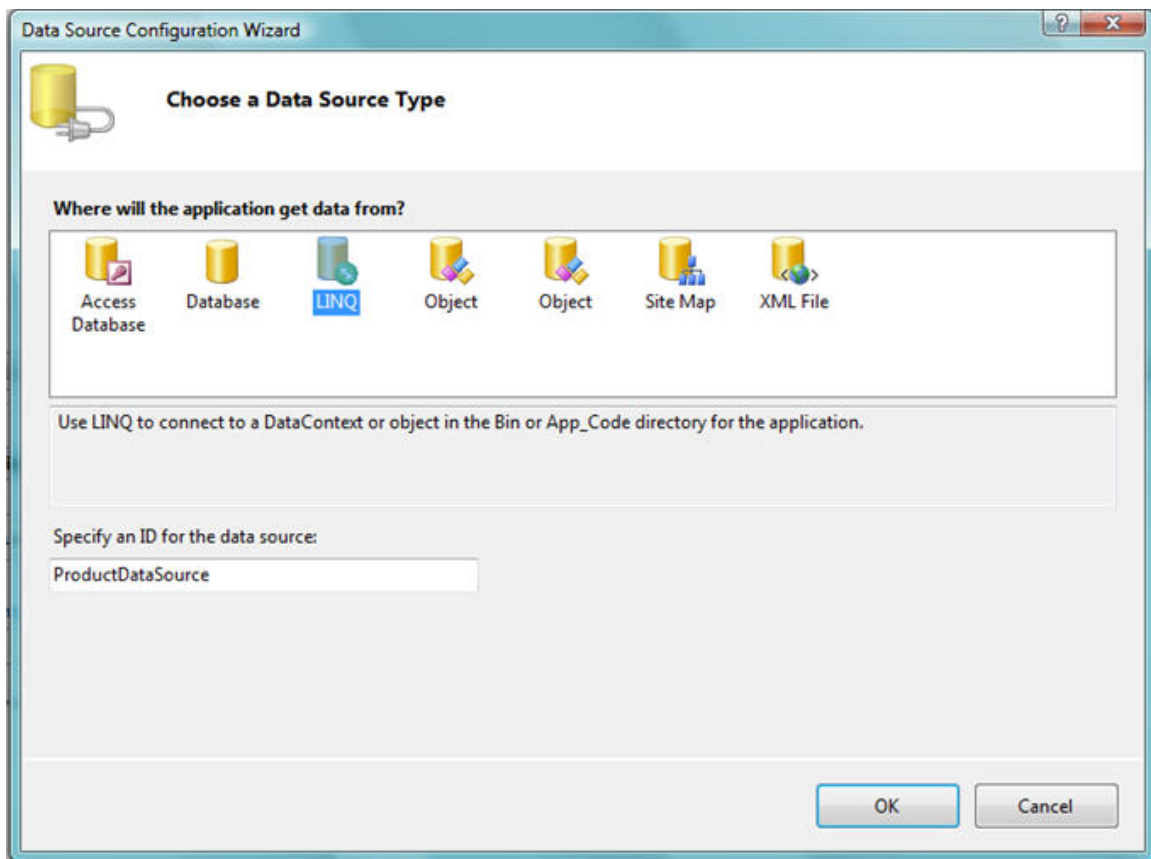 Data Source Configuration Wizard
Choose a Data Source Type
Where will the application get data from?
Access Database
Database
LINQ
Object
Object
Site Map
XML File
Use LINQ to connect to a DataContext or object in the Bin or App_Code directory for the application.
Specify an ID for the data source:
ProductDataSource
OK
Cancel